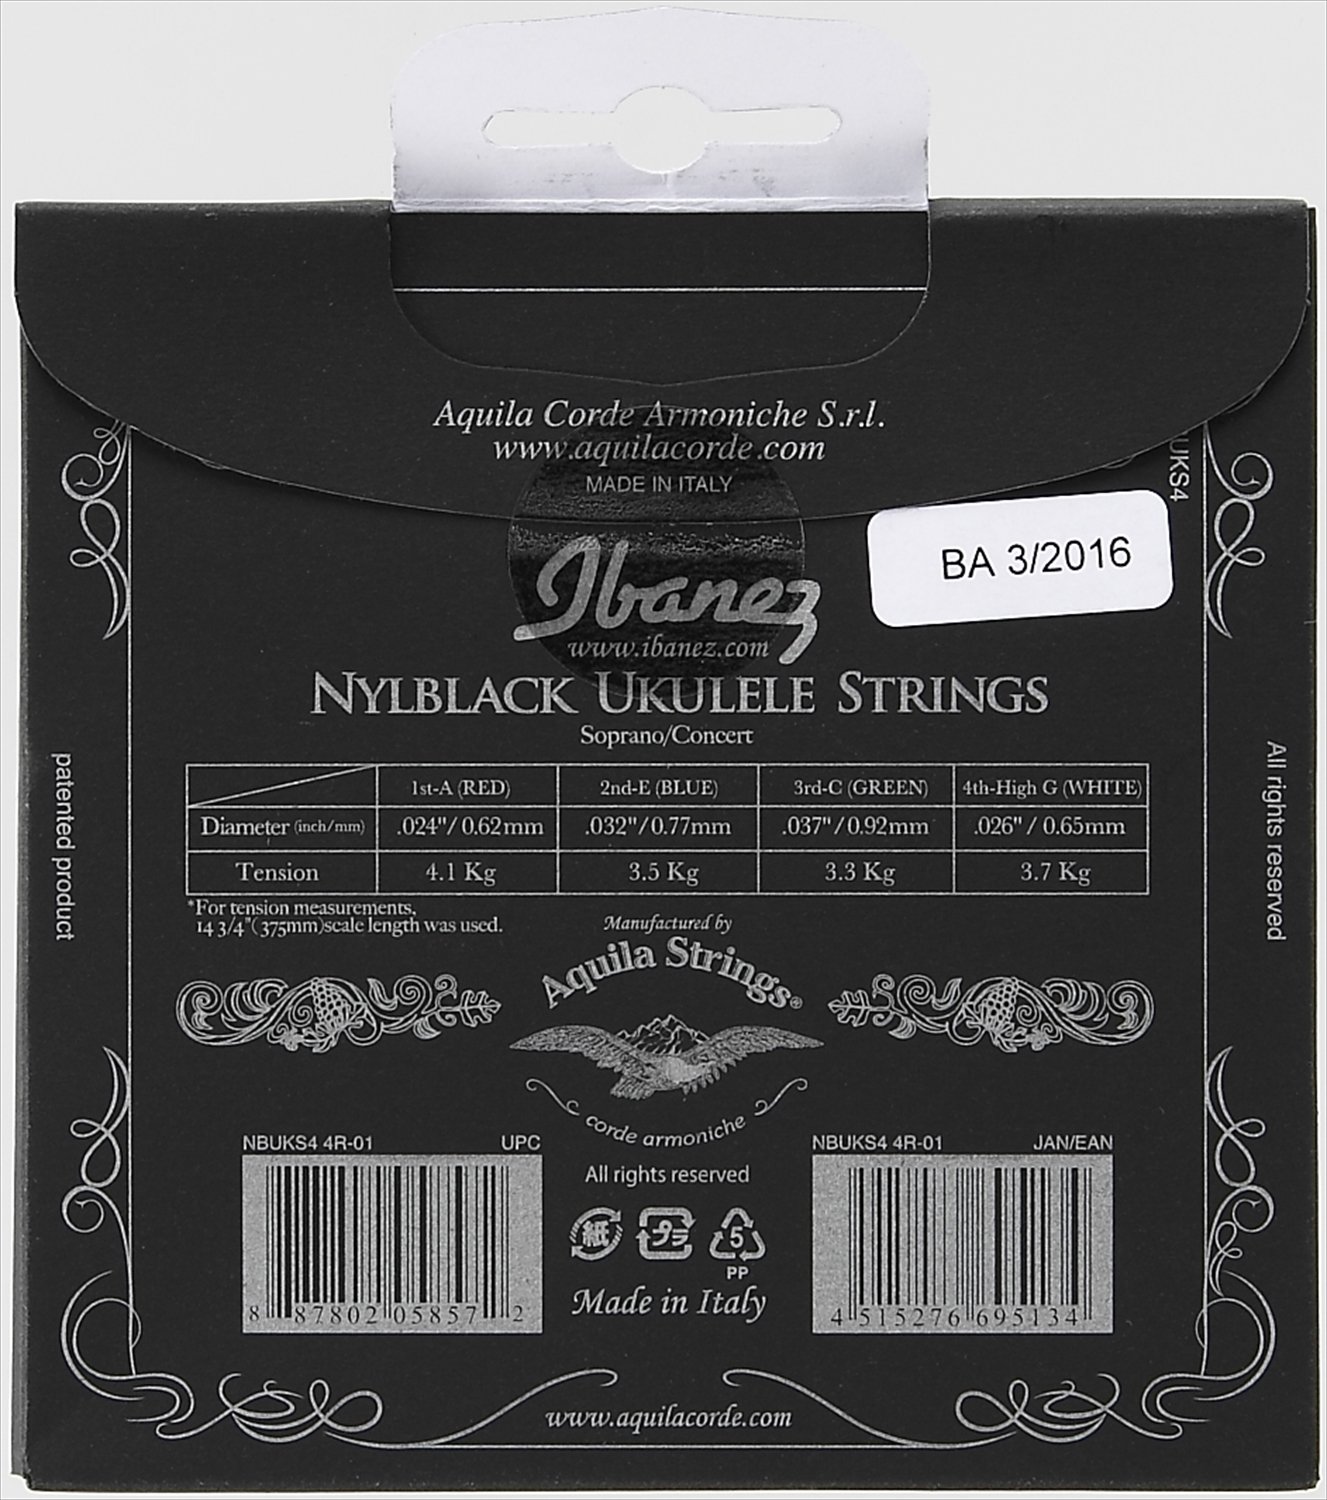 Aquila Corde Armoniche S.r.l.
www.aquilacorde.com
MADE IN ITALY
UKS4
BA 3/2016
Ibanez
www.ibanez.com
NYLBLACK UKULELE STRINGS
Soprano/Concert
1st-A (RED) 2nd-E (BLUE) 3rd-C (GREEN) 4th-High G (WHITE)
Diameter (inch/mm) .024"/0.62mm .032"/0.77mm .037"/0.92mm .026" / 0.65mm
Tension 4.1 Kg 3.5 Kg 3.3 Kg 3.7 Kg
*For tension measurements,
14 3/4"(375mm)scale length was used.
patented product
All rights reserved
Manufactured by
Aquila Strings®
corde armoniche
NBUKS4 4R-01 UPC
8 87802 05857 2
NBUKS4 4R-01 JAN/EAN
4 515276 695134
All rights reserved
紙 プラ 5
PP
Made in Italy
www.aquilacorde.com